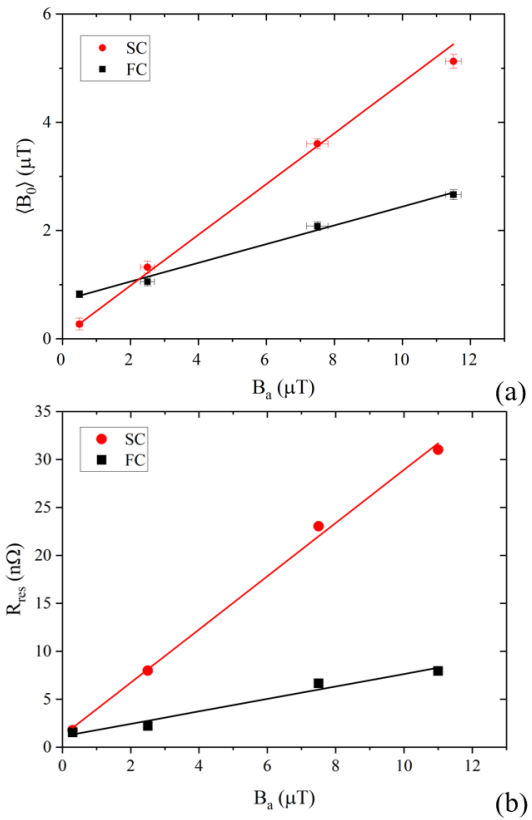 6
SC
FC
4
⟨B₀⟩ (μT)
2
0
0 2 4 6 8 10 12
Bₐ (μT)
(a)
35
SC
FC
30
25
20
R_res (nΩ)
15
10
5
0
0 2 4 6 8 10 12
Bₐ (μT)
(b)